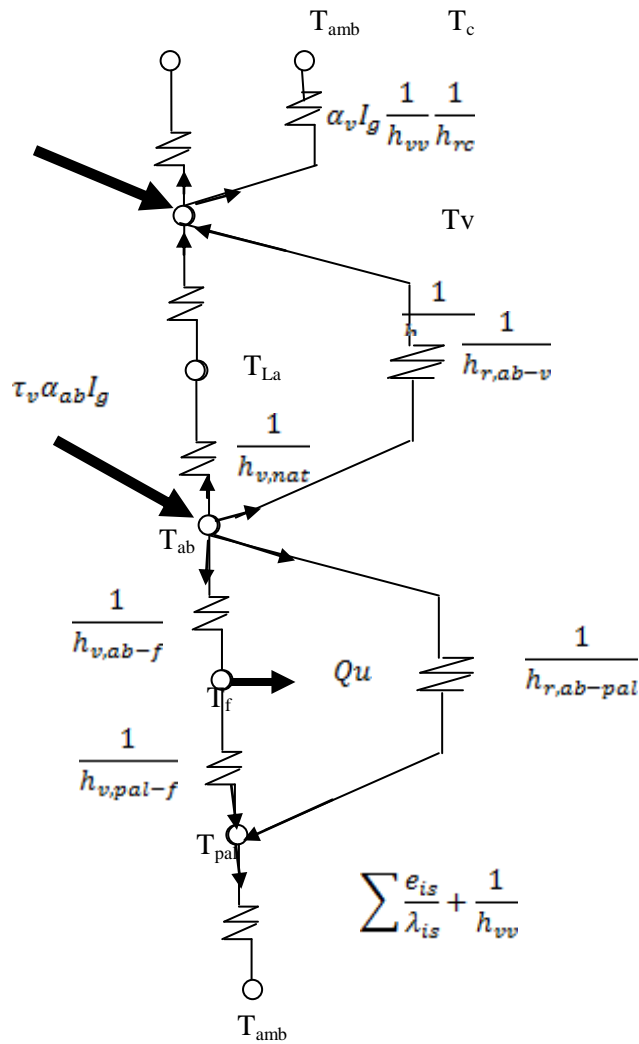 T_amb T_c
α_v I_g 1/h_vv 1/h_rc
Tv
1/h 1/h_r,ab−v
T_La
τ_v α_ab I_g
1/h_v,nat
T_ab
1/h_v,ab−f
Qu 1/h_r,ab−pal
T_f
1/h_v,pal−f
T_pal
∑ e_is/λ_is + 1/h_vv
T_amb